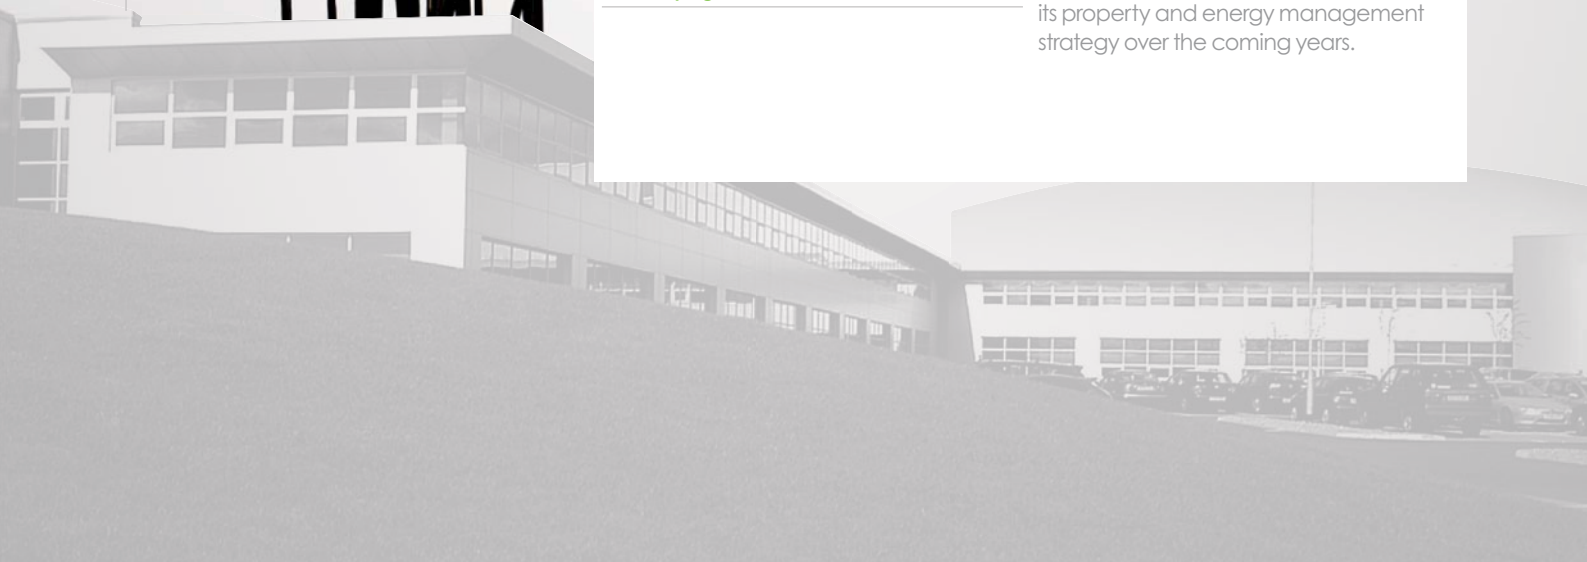 its property and energy management
strategy over the coming years.